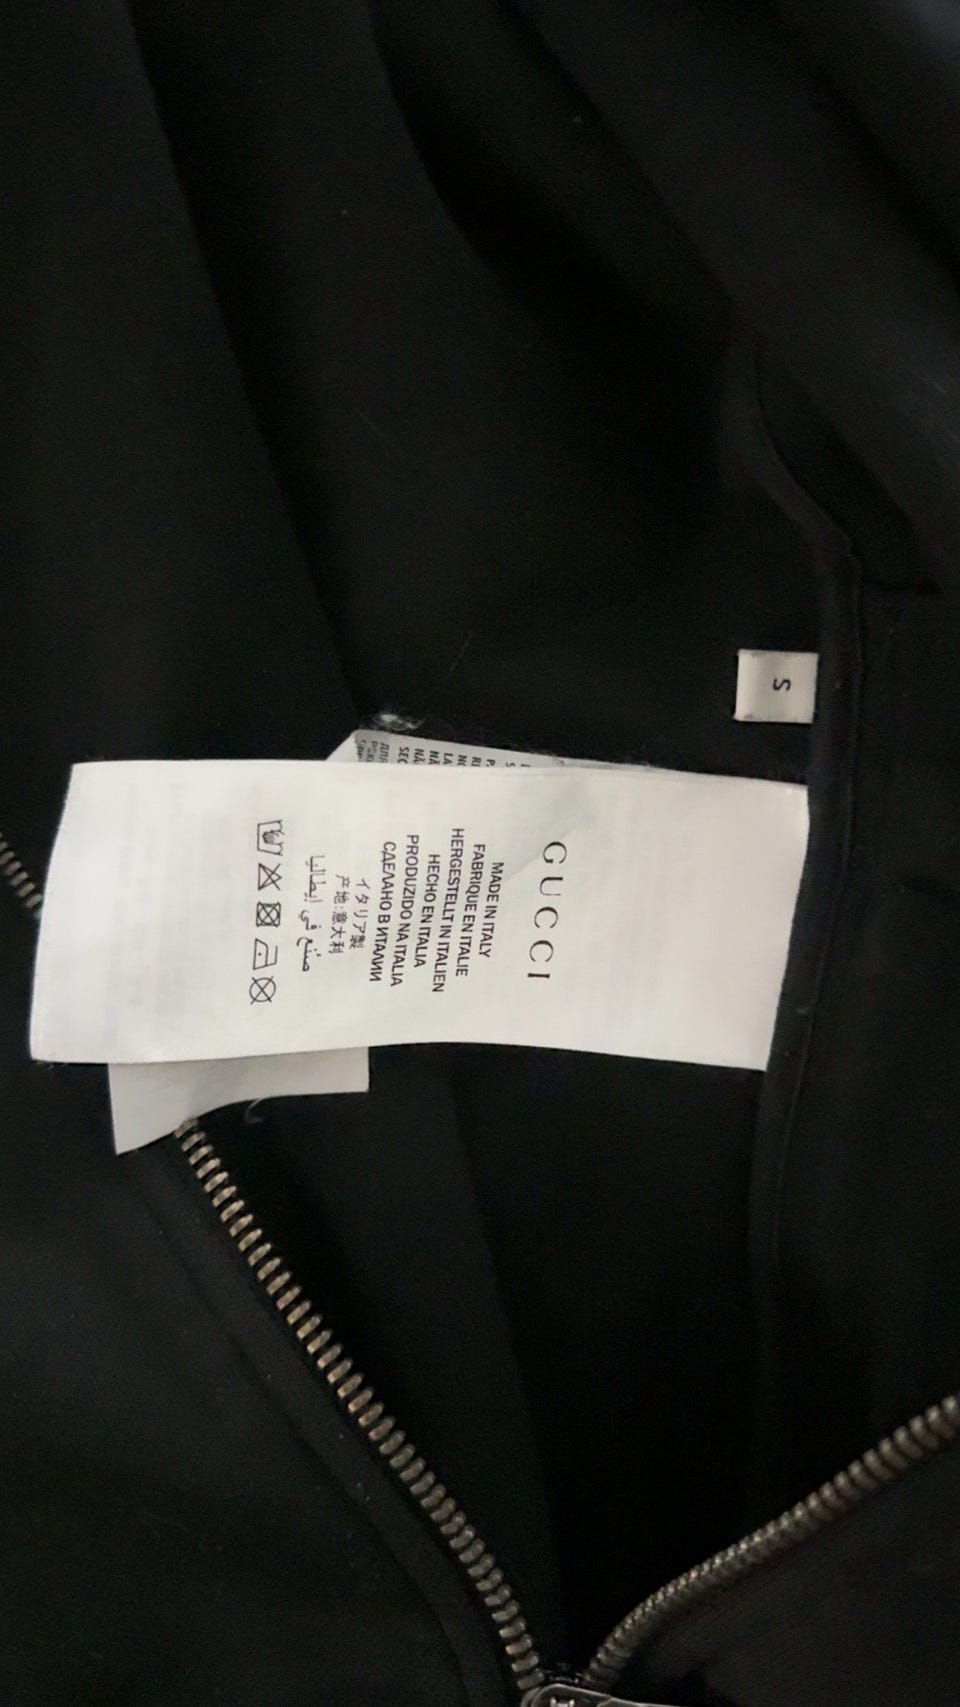 S
GUCCI
MADE IN ITALY
FABRIQUE EN ITALIE
HERGESTELLT IN ITALIEN
HECHO EN ITALIA
PRODUZIDO NA ITALIA
СДЕЛАНО В ИТАЛИИ
イタリア製
产地:意大利
صنع في إيطاليا